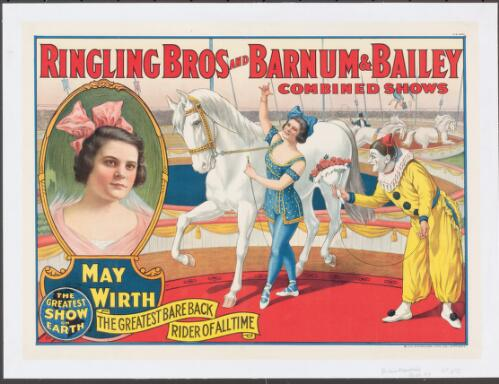 RINGLING BROS AND BARNUM & BAILEY
COMBINED SHOWS
MAY
WIRTH
THE
GREATEST
SHOW
ON
EARTH
THE GREATEST BARE BACK
RIDER OF ALL TIME